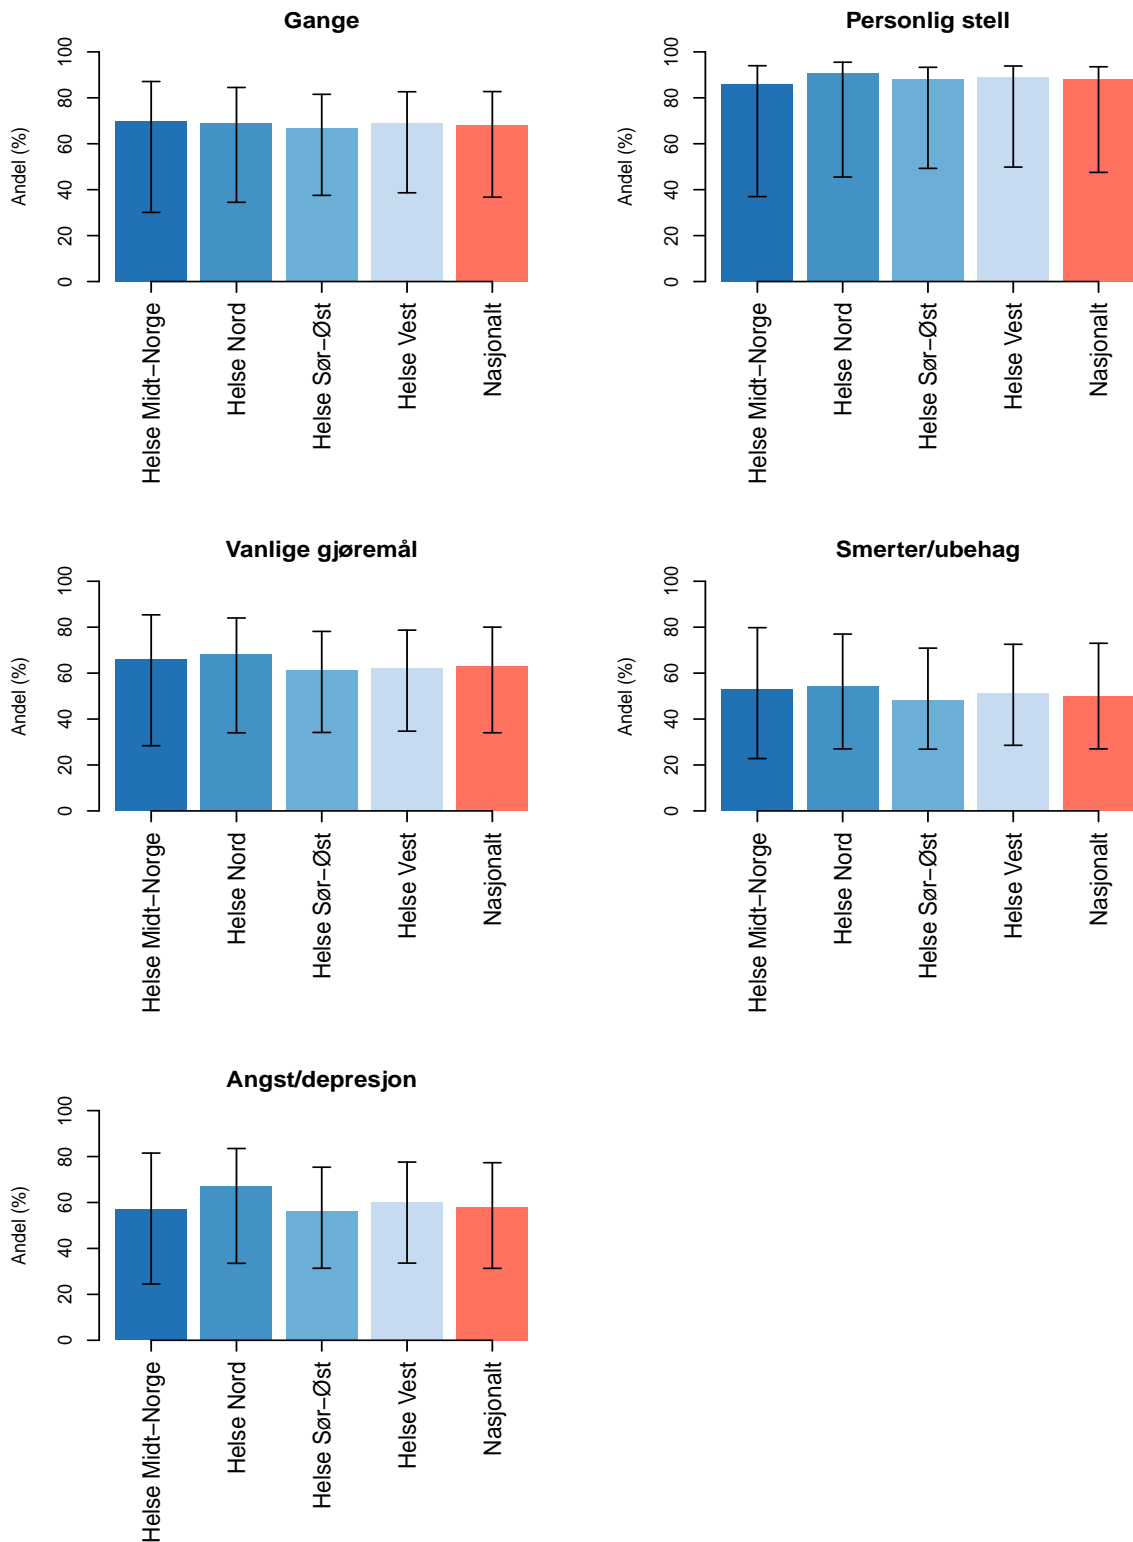 Gange
Andel (%)
100
80
60
40
20
0
Helse Midt−Norge
Helse Nord
Helse Sør−Øst
Helse Vest
Nasjonalt
Personlig stell
Andel (%)
100
80
60
40
20
0
Helse Midt−Norge
Helse Nord
Helse Sør−Øst
Helse Vest
Nasjonalt
Vanlige gjøremål
Andel (%)
100
80
60
40
20
0
Helse Midt−Norge
Helse Nord
Helse Sør−Øst
Helse Vest
Nasjonalt
Smerter/ubehag
Andel (%)
100
80
60
40
20
0
Helse Midt−Norge
Helse Nord
Helse Sør−Øst
Helse Vest
Nasjonalt
Angst/depresjon
Andel (%)
100
80
60
40
20
0
Helse Midt−Norge
Helse Nord
Helse Sør−Øst
Helse Vest
Nasjonalt